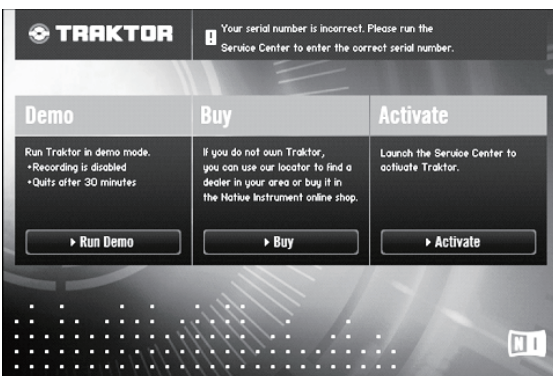 TRAKTOR
! Your serial number is incorrect. Please run the
Service Center to enter the correct serial number.
Demo
Run Traktor in demo mode.
•Recording is disabled
•Quits after 30 minutes
Run Demo
Buy
If you do not own Traktor,
you can use our locator to find a
dealer in your area or buy it in
the Native Instrument online shop.
Buy
Activate
Launch the Service Center to
activate Traktor.
Activate
NI